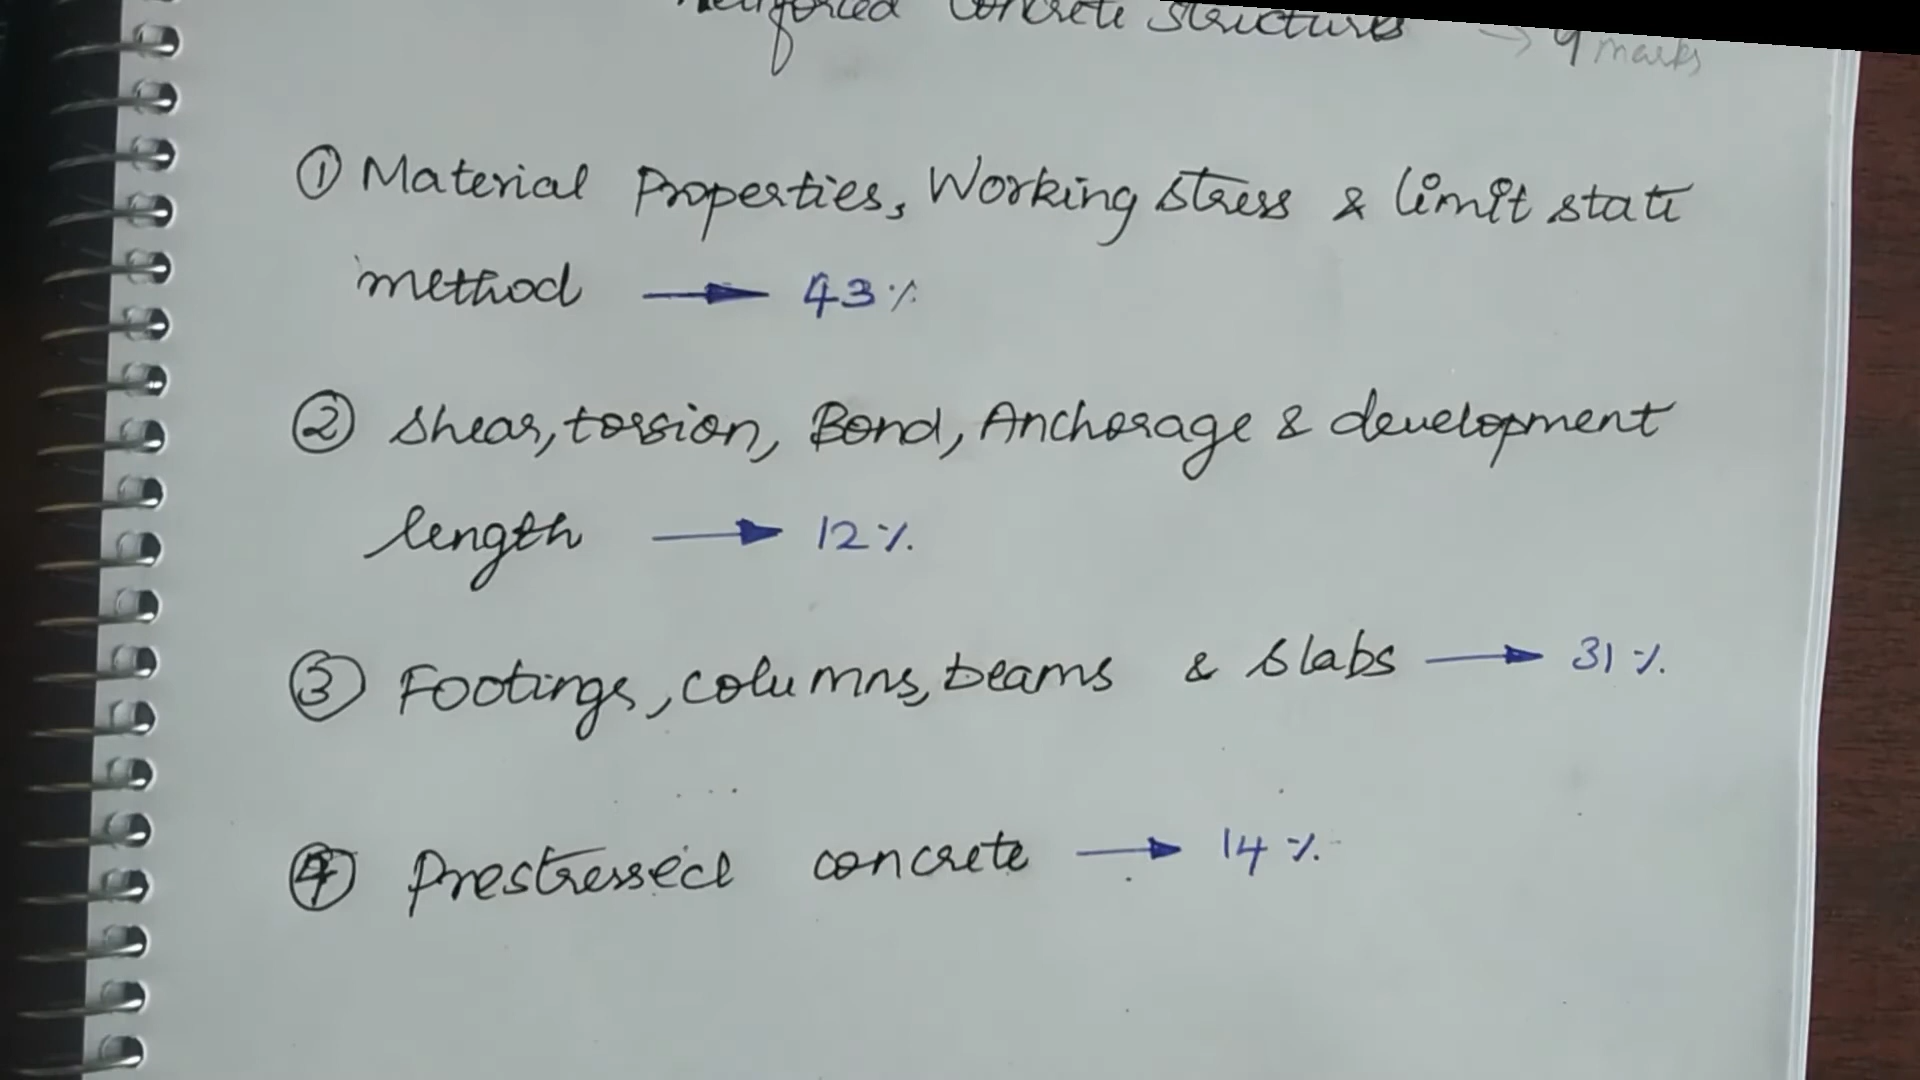 Reinforced Concrete Structures → 9 marks
① Material Properties, Working stress & limit state
method → 43%
② Shear, torsion, Bond, Anchorage & development
length → 12%
③ Footings, columns, beams & slabs → 31%
④ Prestressed concrete → 14%